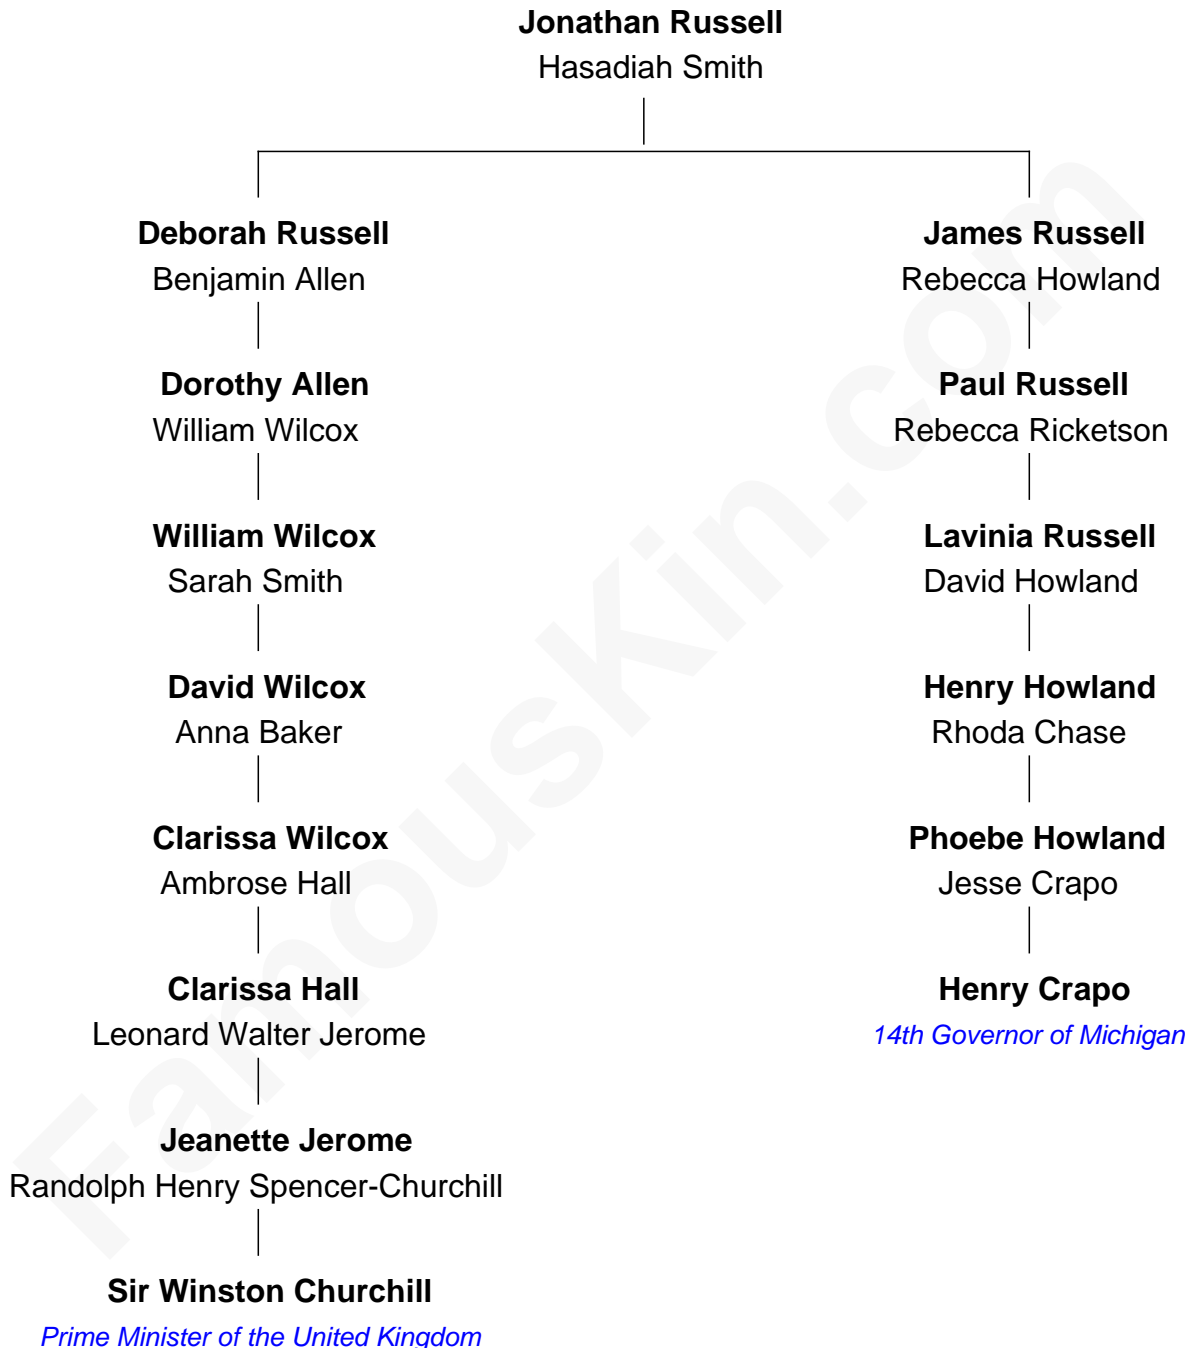 Jonathan Russell
Hasadiah Smith
Deborah Russell
Benjamin Allen
Dorothy Allen
William Wilcox
William Wilcox
Sarah Smith
David Wilcox
Anna Baker
Clarissa Wilcox
Ambrose Hall
Clarissa Hall
Leonard Walter Jerome
Jeanette Jerome
Randolph Henry Spencer-Churchill
Sir Winston Churchill
Prime Minister of the United Kingdom
James Russell
Rebecca Howland
Paul Russell
Rebecca Ricketson
Lavinia Russell
David Howland
Henry Howland
Rhoda Chase
Phoebe Howland
Jesse Crapo
Henry Crapo
14th Governor of Michigan
FamousKin.com